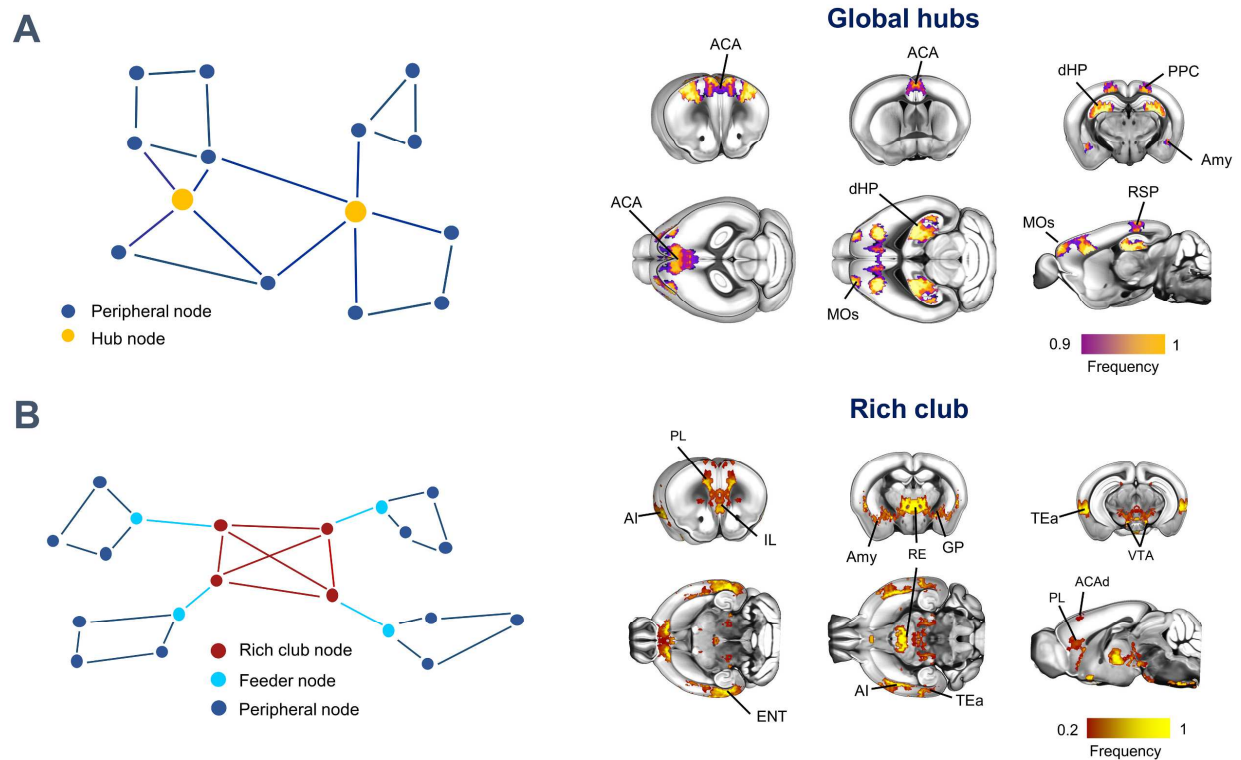 A
Global hubs
ACA
ACA
dHP
PPC
Amy
ACA
dHP
RSP
MOs
MOs
Peripheral node
Hub node
0.9
1
Frequency
B
Rich club
PL
AI
IL
Amy
RE
GP
TEa
VTA
ACAd
PL
AI
TEa
ENT
Rich club node
Feeder node
Peripheral node
0.2
1
Frequency